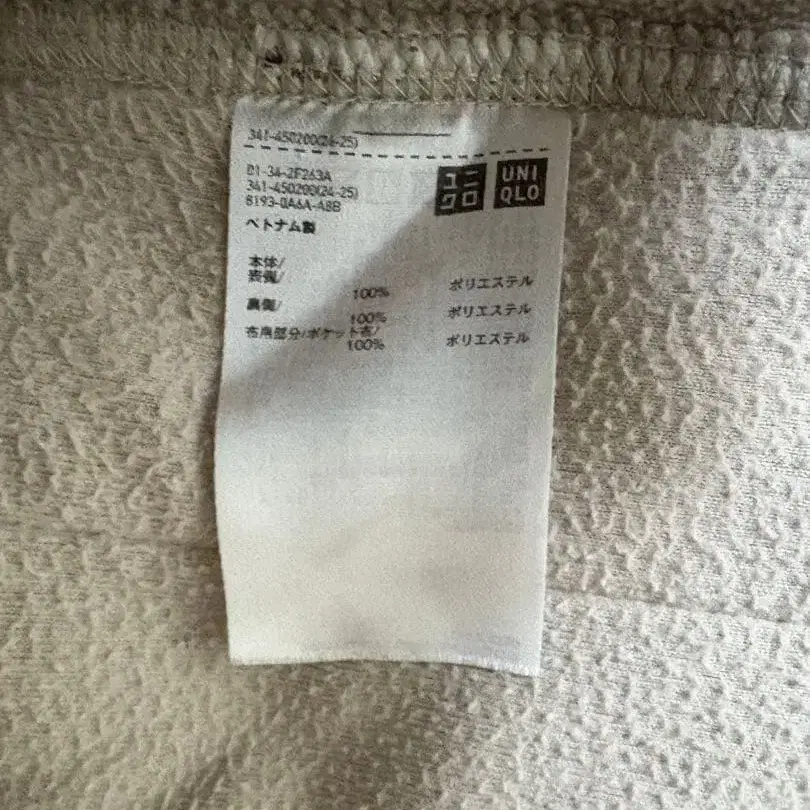 341-450200(24-25)
01-34-2F263A
341-450200(24-25)
8193-0A6A-A8B
ユニクロ
UNIQLO
ベトナム製
本体/
表側/
100% ポリエステル
裏側/
100% ポリエステル
布帛部分/ポケット布/
100% ポリエステル